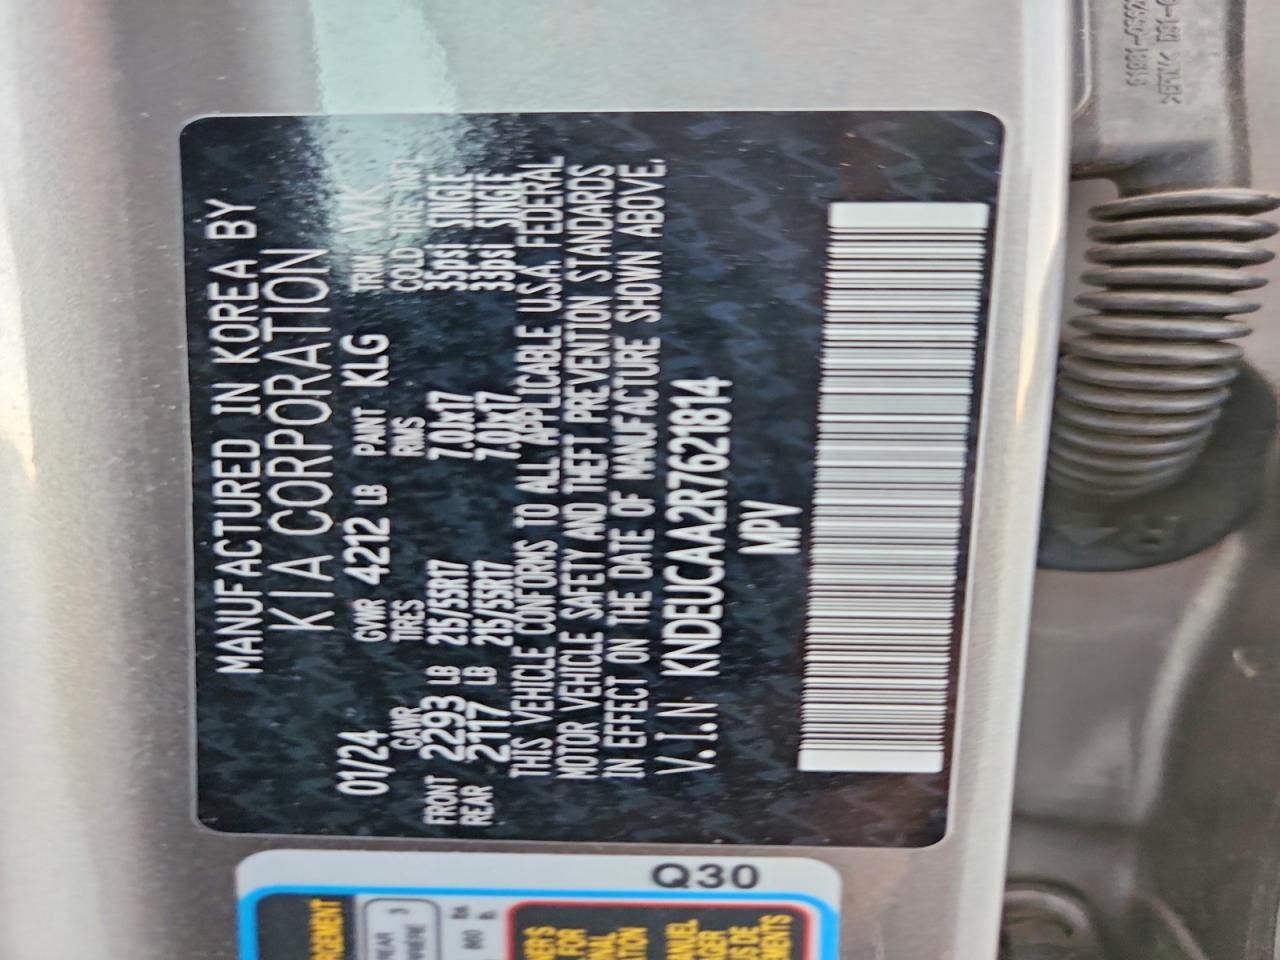 MANUFACTURED IN KOREA BY
KIA CORPORATION
01/24 GVWR 4212 LB PAINT KLG TRIM WK
GAWR TIRES RIMS COLD TIRE INF.
FRONT 2293 LB 215/55R17 7.0Jx17 35psi SINGLE
REAR 2117 LB 215/55R17 7.0Jx17 33psi SINGLE
THIS VEHICLE CONFORMS TO ALL APPLICABLE U.S.A. FEDERAL
MOTOR VEHICLE SAFETY AND THEFT PREVENTION STANDARDS
IN EFFECT ON THE DATE OF MANUFACTURE SHOWN ABOVE.
V.I.N KNDEUCAA2R7621814
MPV
Q30